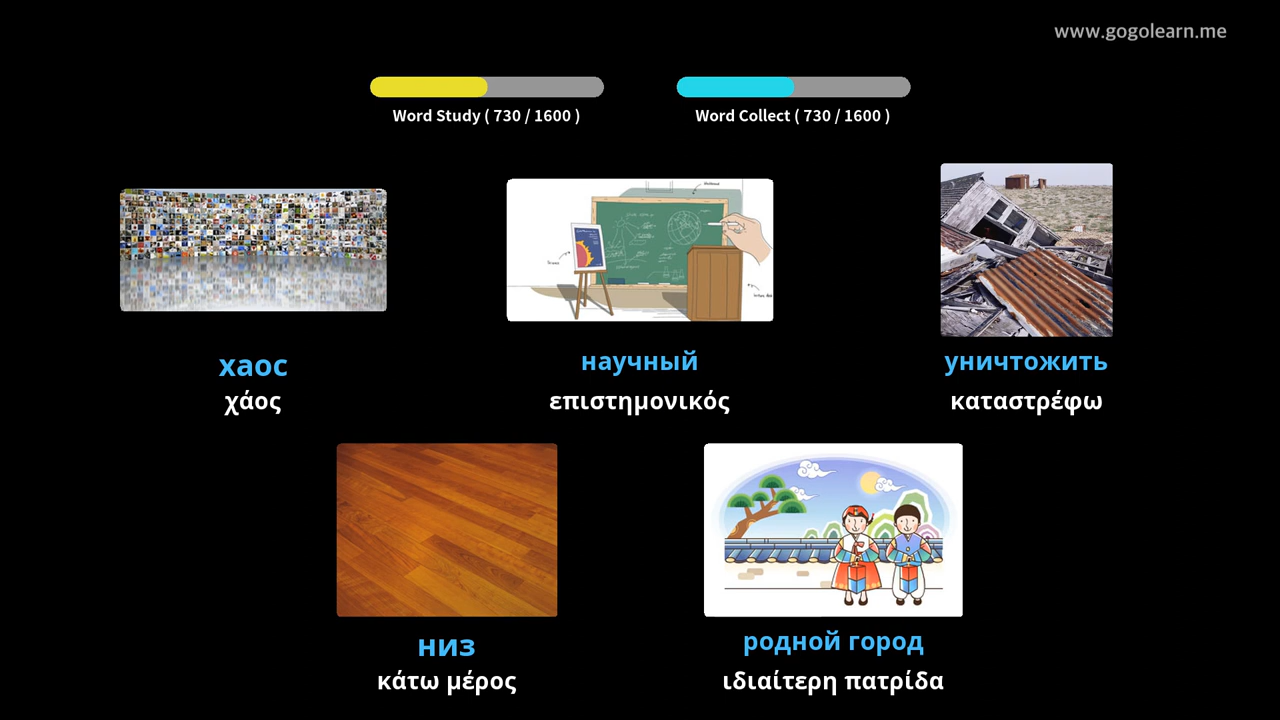 www.gogolearn.me
Word Study ( 730 / 1600 )
Word Collect ( 730 / 1600 )
хаос
χάος
научный
επιστημονικός
уничтожить
καταστρέφω
низ
κάτω μέρος
родной город
ιδιαίτερη πατρίδα